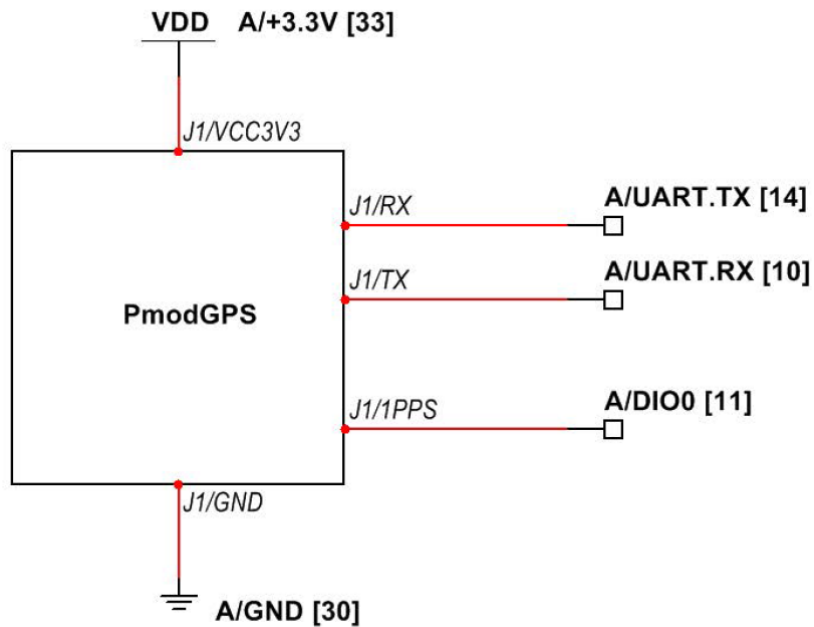 VDD A/+3.3V [33]
J1/VCC3V3
J1/RX
A/UART.TX [14]
J1/TX
A/UART.RX [10]
PmodGPS
J1/1PPS
A/DIO0 [11]
J1/GND
A/GND [30]